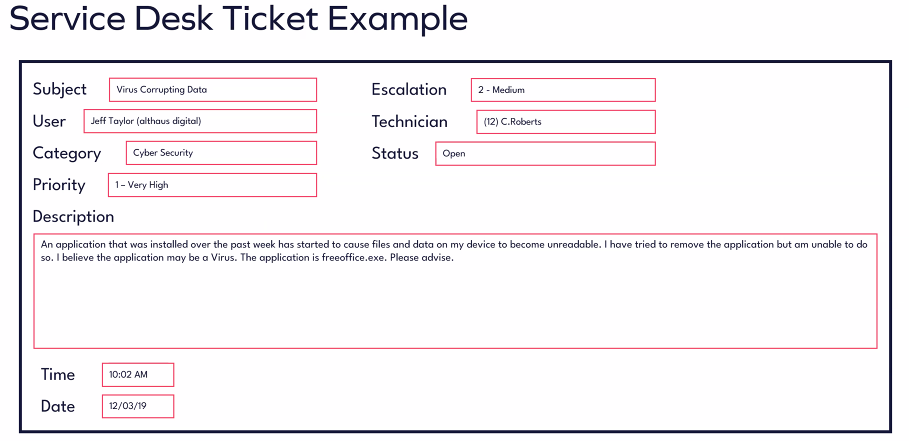 Service Desk Ticket Example
Subject Virus Corrupting Data Escalation 2 - Medium
User Jeff Taylor (althaus digital) Technician (12) C.Roberts
Category Cyber Security Status Open
Priority 1 – Very High
Description
An application that was installed over the past week has started to cause files and data on my device to become unreadable. I have tried to remove the application but am unable to do
so. I believe the application may be a Virus. The application is freeoffice.exe. Please advise.
Time 10:02 AM
Date 12/03/19